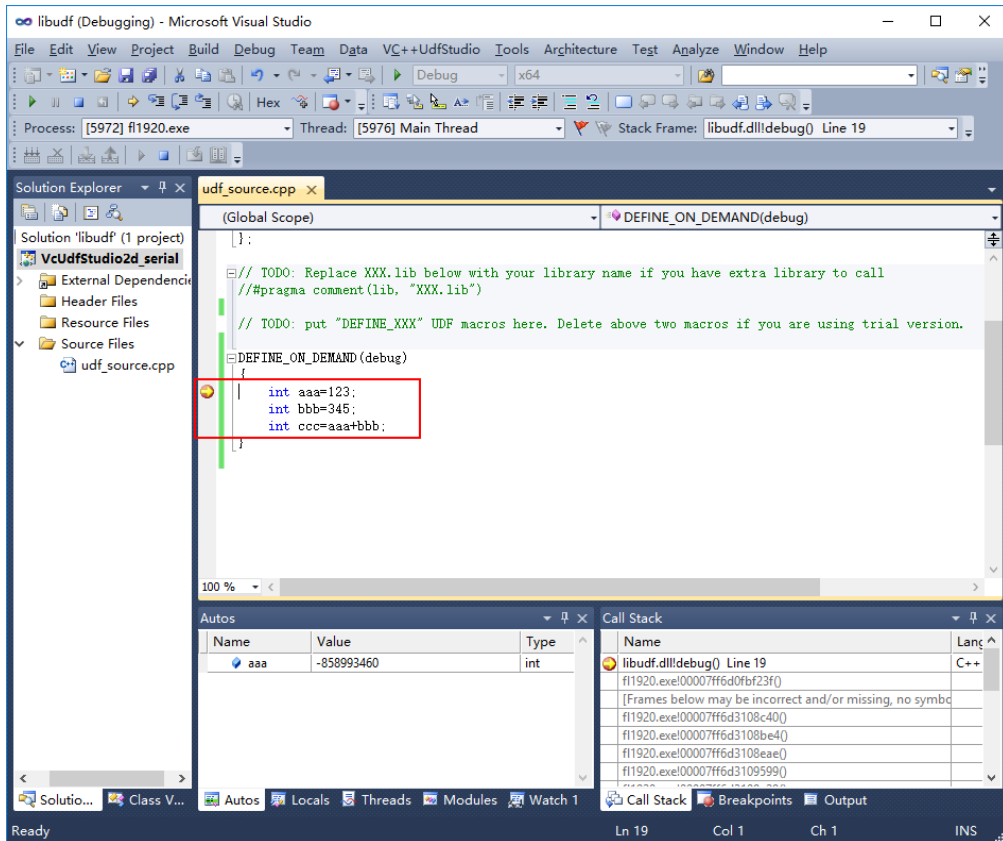 libudf (Debugging) - Microsoft Visual Studio
File Edit View Project Build Debug Team Data VC++UdfStudio Tools Architecture Test Analyze Window Help
Debug x64
Hex
Process: [5972] fl1920.exe Thread: [5976] Main Thread Stack Frame: libudf.dll!debug() Line 19
Solution Explorer
udf_source.cpp
(Global Scope) DEFINE_ON_DEMAND(debug)
Solution 'libudf' (1 project)
VcUdfStudio2d_serial
External Dependencie
Header Files
Resource Files
Source Files
udf_source.cpp
};
// TODO: Replace XXX.lib below with your library name if you have extra library to call
//#pragma comment(lib, "XXX.lib")
// TODO: put "DEFINE_XXX" UDF macros here. Delete above two macros if you are using trial version.
DEFINE_ON_DEMAND(debug)
{
int aaa=123;
int bbb=345;
int ccc=aaa+bbb;
}
100 %
Autos
Name Value Type
aaa -858993460 int
Call Stack
Name Lang
libudf.dll!debug() Line 19 C++
fl1920.exe!00007ff6d0fbf23f()
[Frames below may be incorrect and/or missing, no symbo
fl1920.exe!00007ff6d3108c40()
fl1920.exe!00007ff6d3108be4()
fl1920.exe!00007ff6d3108eae()
fl1920.exe!00007ff6d3109599()
Solutio... Class V... Autos Locals Threads Modules Watch 1 Call Stack Breakpoints Output
Ready Ln 19 Col 1 Ch 1 INS